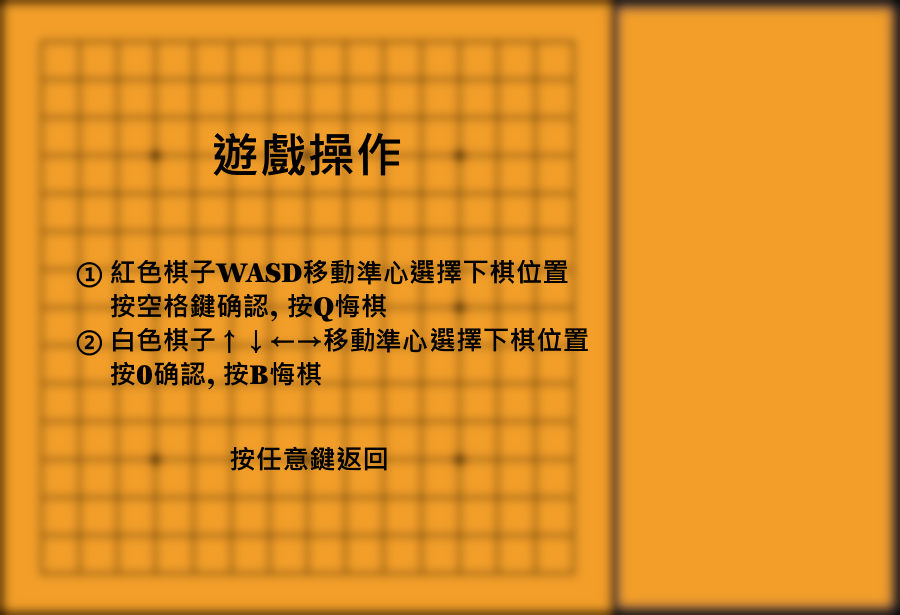 遊戲操作
① 紅色棋子WASD移動準心選擇下棋位置
按空格鍵确認, 按Q悔棋
② 白色棋子↑↓←→移動準心選擇下棋位置
按0确認, 按B悔棋
按任意鍵返回